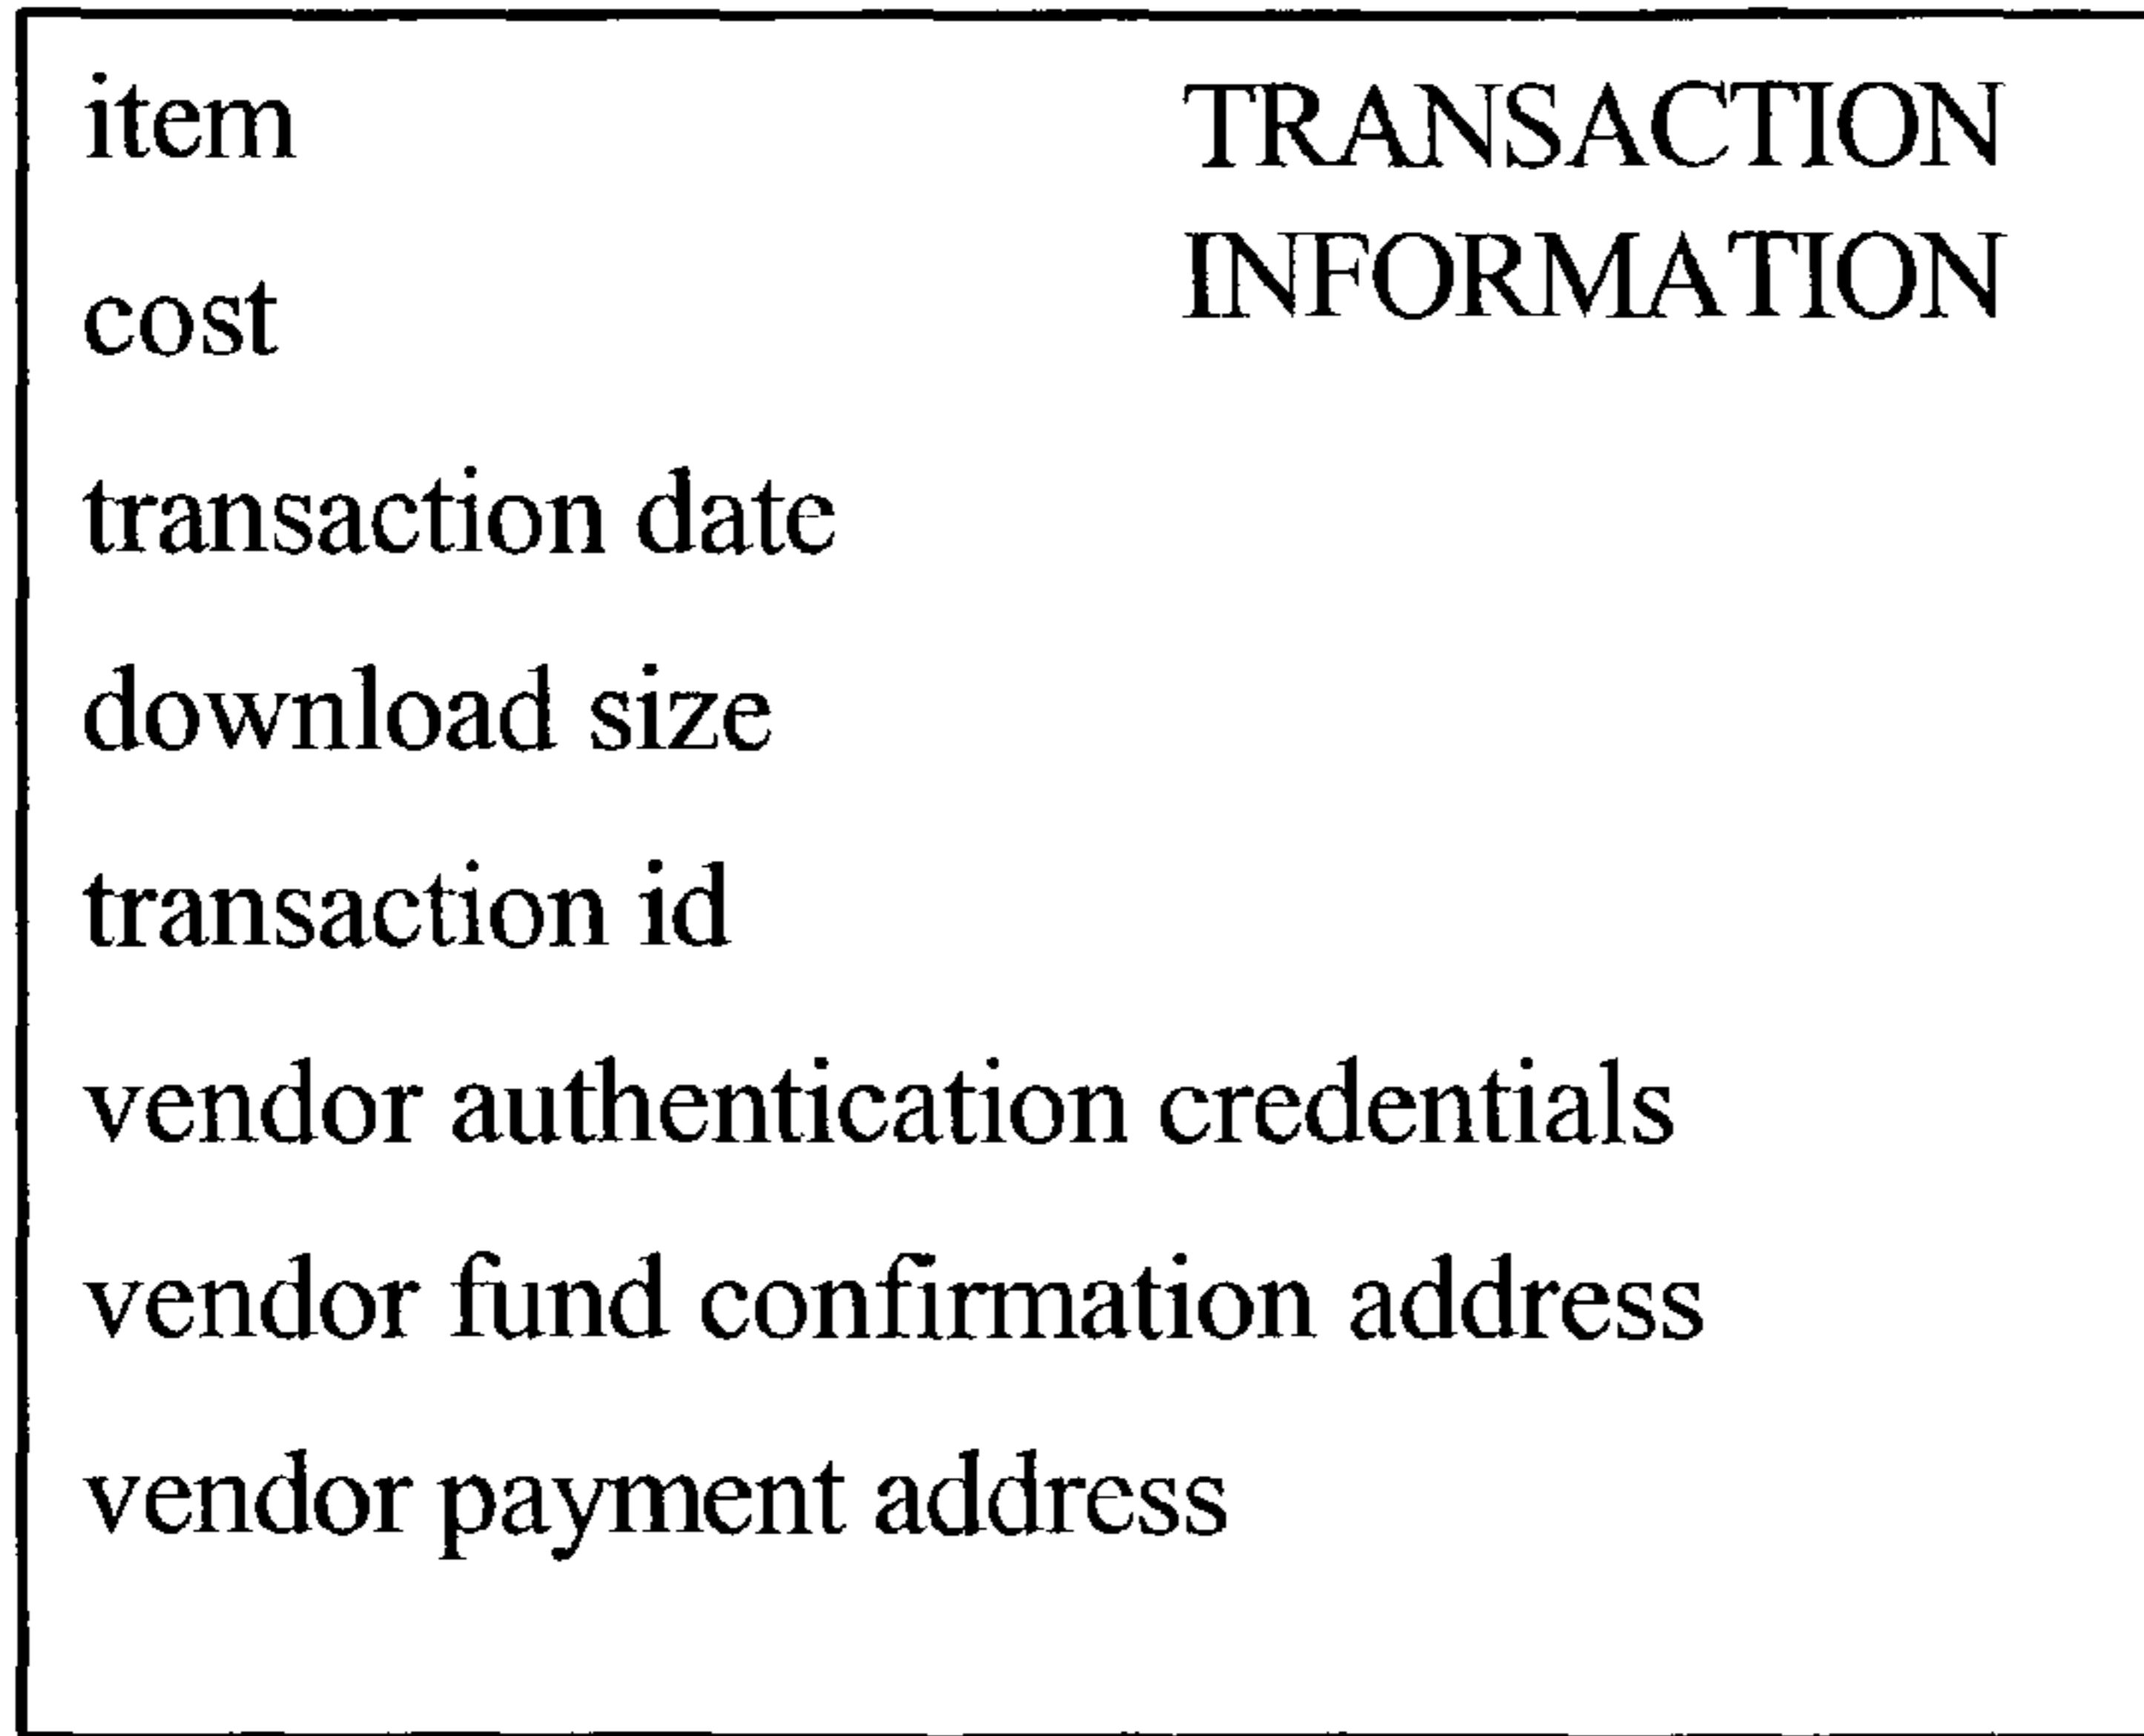 item
TRANSACTION
INFORMATION
cost
transaction date
download size
transaction id
vendor authentication credentials
vendor fund confirmation address
vendor payment address